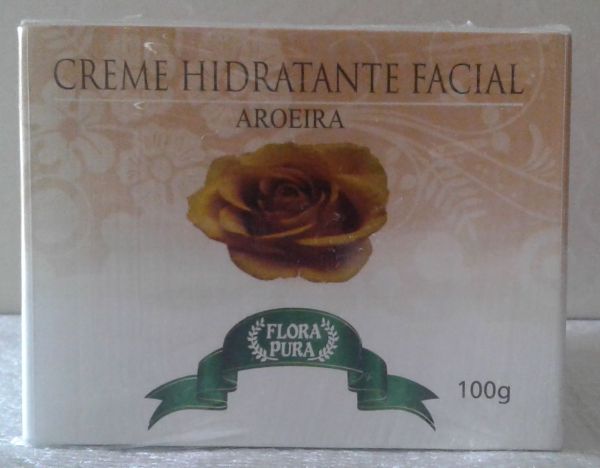 CREME HIDRATANTE FACIAL
AROEIRA
FLORA
PURA
100g